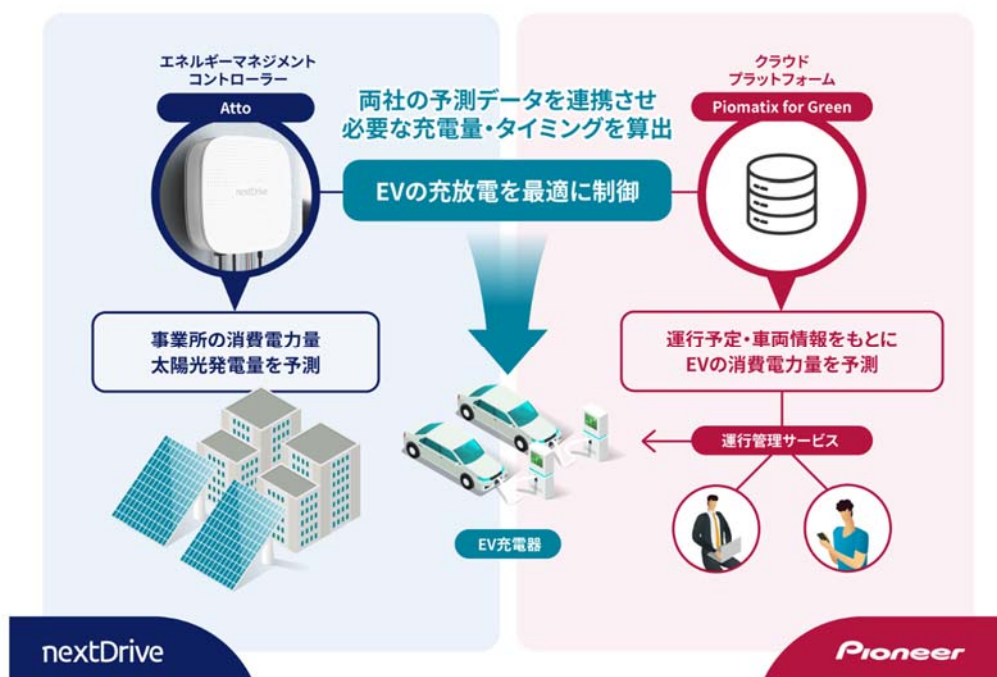 エネルギーマネジメント
コントローラー
Atto
nextDrive
両社の予測データを連携させ
必要な充電量・タイミングを算出
EVの充放電を最適に制御
クラウド
プラットフォーム
Piomatix for Green
事業所の消費電力量
太陽光発電量を予測
運行予定・車両情報をもとに
EVの消費電力量を予測
運行管理サービス
EV充電器
nextDrive
Pioneer